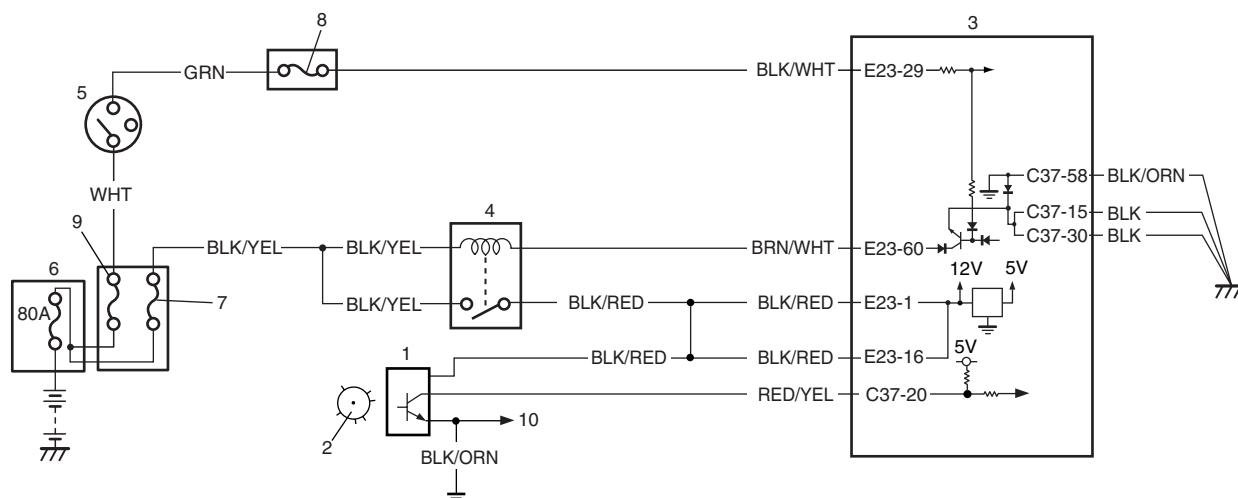 3
8
GRN
BLK/WHT
E23-29
5
C37-58
BLK/ORN
WHT
C37-15
BLK
9
4
C37-30
BLK
BLK/YEL
BLK/YEL
BRN/WHT
E23-60
6
12V
5V
7
BLK/YEL
BLK/RED
BLK/RED
E23-1
80A
1
BLK/RED
BLK/RED
E23-16
5V
RED/YEL
C37-20
10
2
BLK/ORN